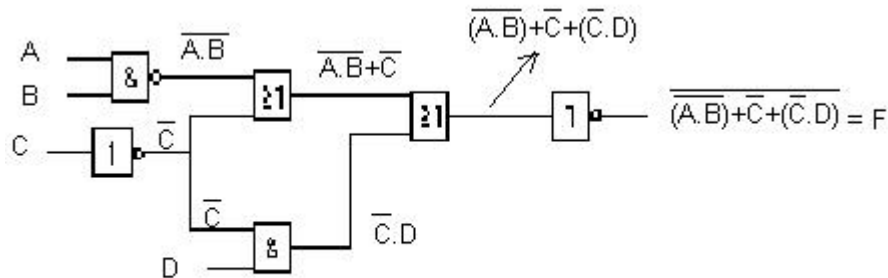 (A̅.̅B̅)+C̅+(C̅.D)
A
A̅.̅B̅
&
B
A̅.̅B̅+C̅
≥1
≥1
1
(̅A̅.̅B̅)̅+̅C̅+̅(̅C̅.̅D̅)̅ = F
C
1
C̅
C̅
&
C̅.D
D